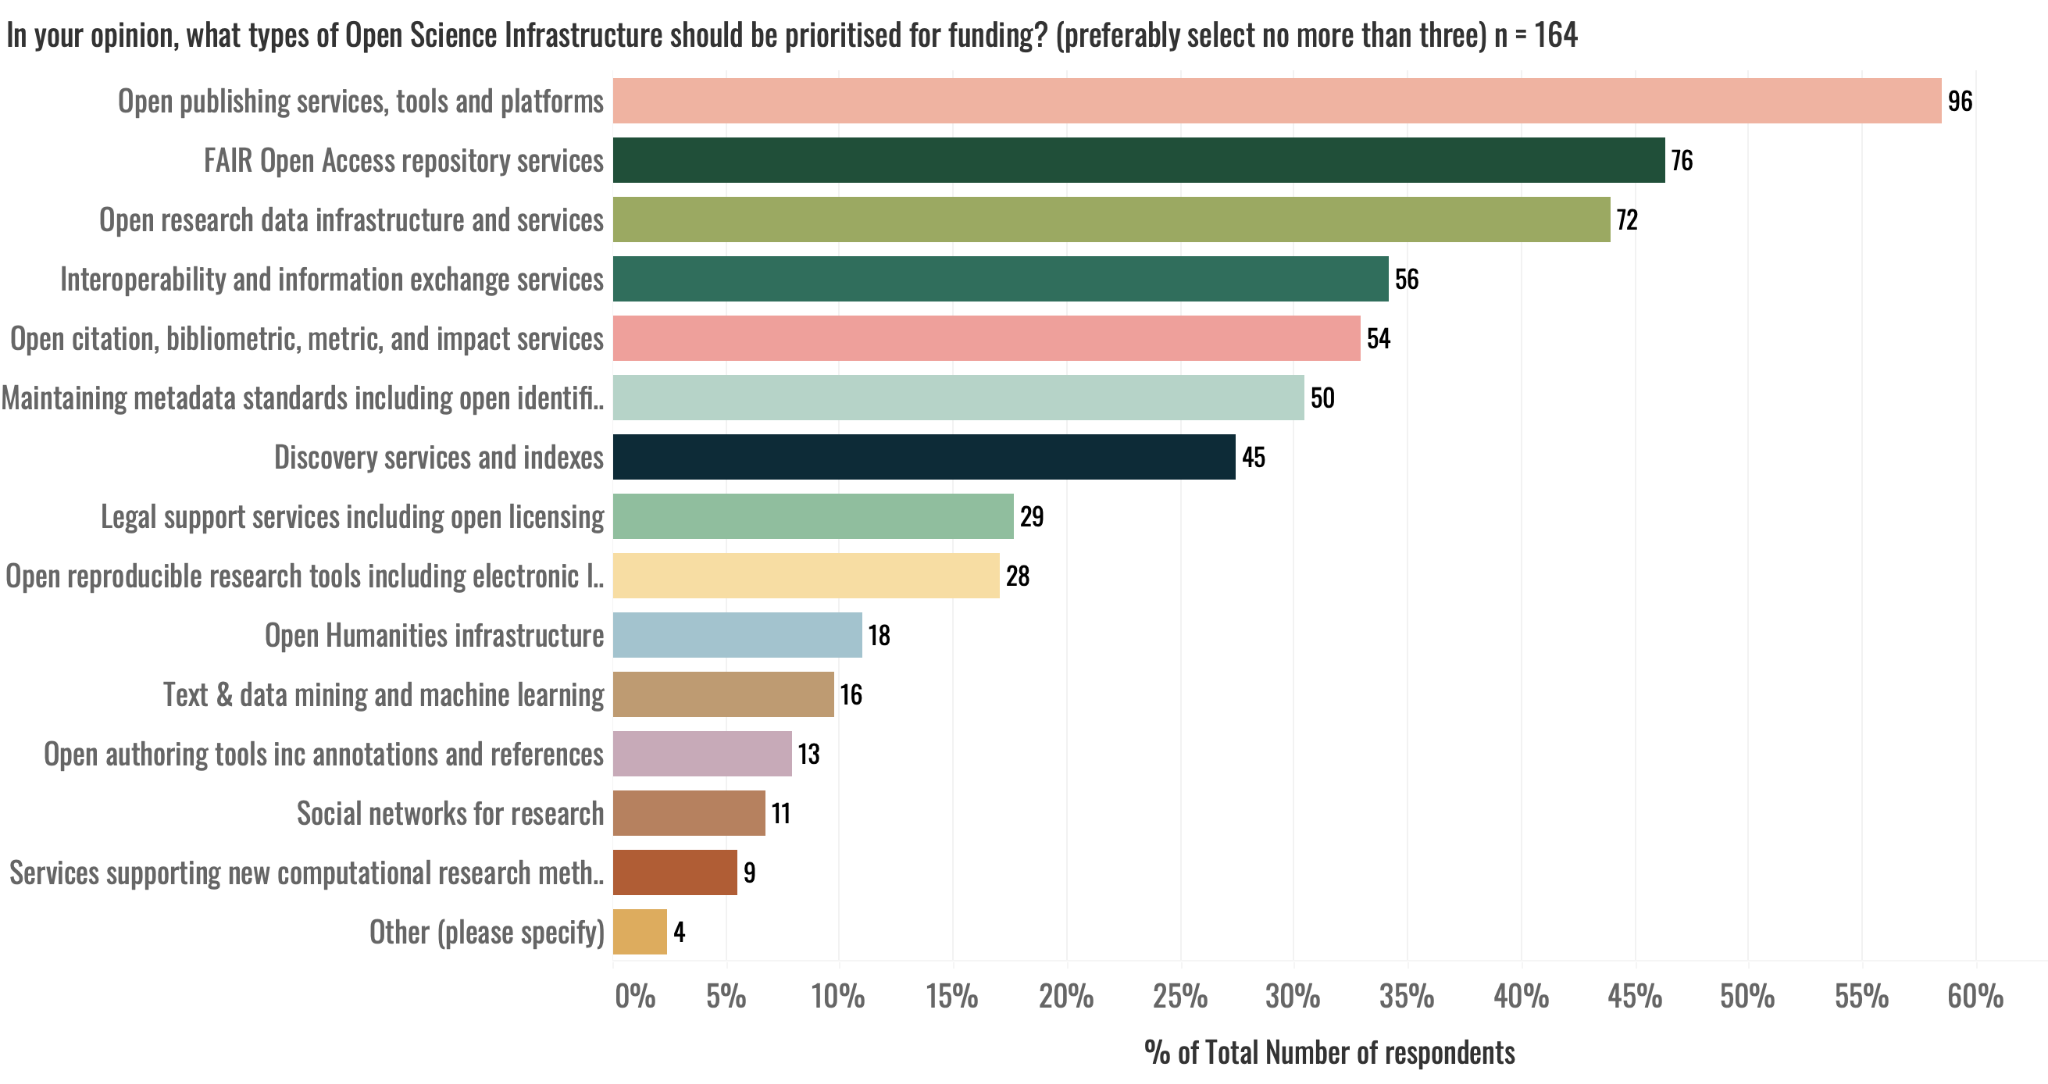 In your opinion, what types of Open Science Infrastructure should be prioritised for funding? (preferably select no more than three) n = 164
Open publishing services, tools and platforms 96
FAIR Open Access repository services 76
Open research data infrastructure and services 72
Interoperability and information exchange services 56
Open citation, bibliometric, metric, and impact services 54
Maintaining metadata standards including open identifi.. 50
Discovery services and indexes 45
Legal support services including open licensing 29
Open reproducible research tools including electronic l.. 28
Open Humanities infrastructure 18
Text & data mining and machine learning 16
Open authoring tools inc annotations and references 13
Social networks for research 11
Services supporting new computational research meth.. 9
Other (please specify) 4
0% 5% 10% 15% 20% 25% 30% 35% 40% 45% 50% 55% 60%
% of Total Number of respondents